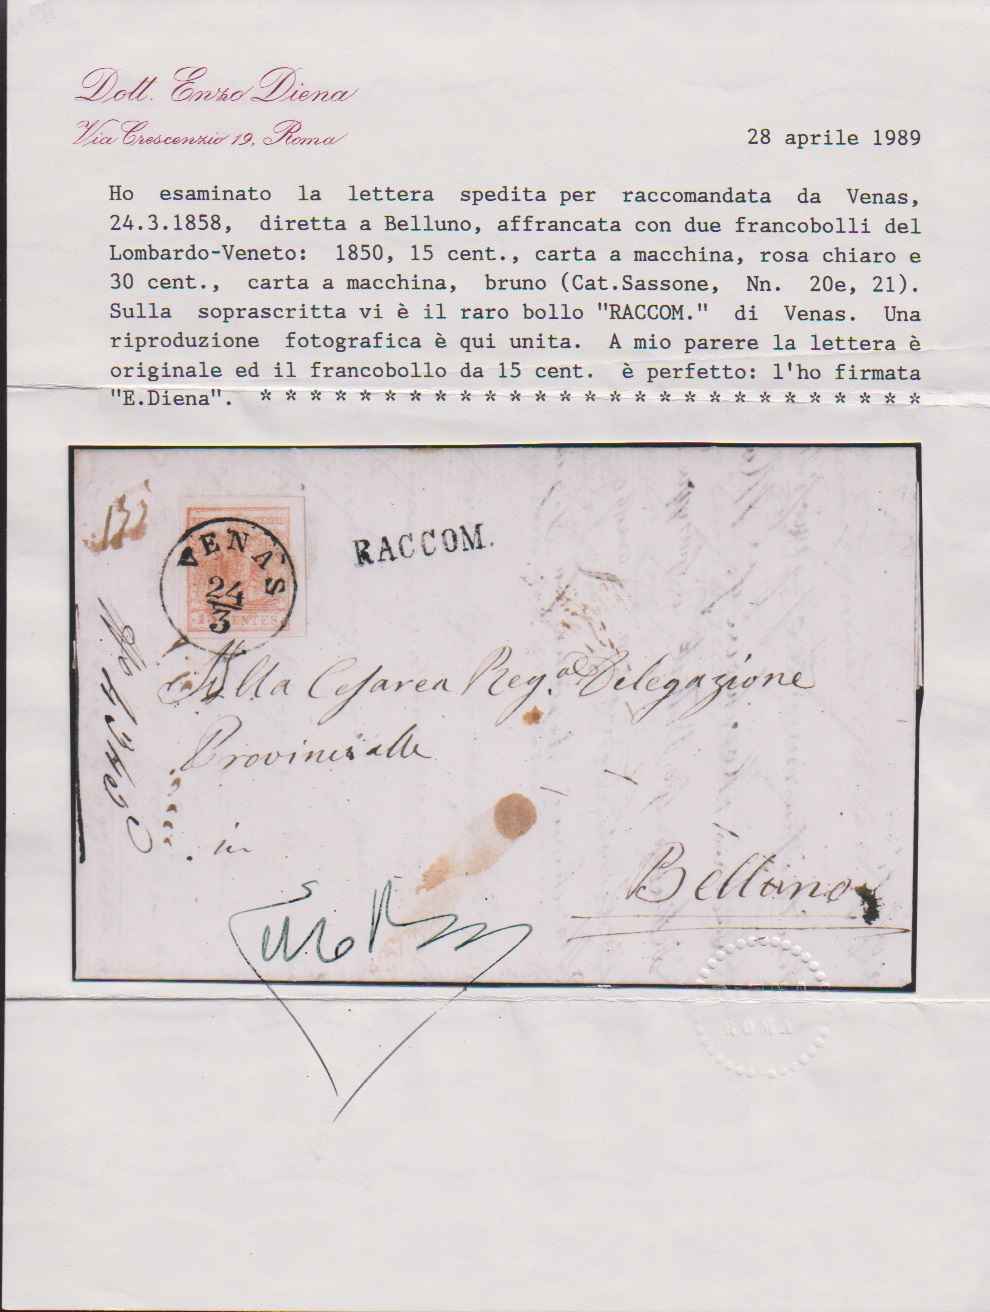 Dott. Enzo Diena
Via Crescenzio 19, Roma
28 aprile 1989
Ho esaminato la lettera spedita per raccomandata da Venas,
24.3.1858, diretta a Belluno, affrancata con due francobolli del
Lombardo-Veneto: 1850, 15 cent., carta a macchina, rosa chiaro e
30 cent., carta a macchina, bruno (Cat.Sassone, Nn. 20e, 21).
Sulla soprascritta vi è il raro bollo "RACCOM." di Venas. Una
riproduzione fotografica è qui unita. A mio parere la lettera è
originale ed il francobollo da 15 cent. è perfetto: l'ho firmata
"E.Diena". * * * * * * * * * * * * * * * * * * * * * * * * * * *
VENAS
24
3
15 CENTES
RACCOM.
Alla Cesarea Reg.a Delegazione
Provinciale
in
Belluno
ROMA